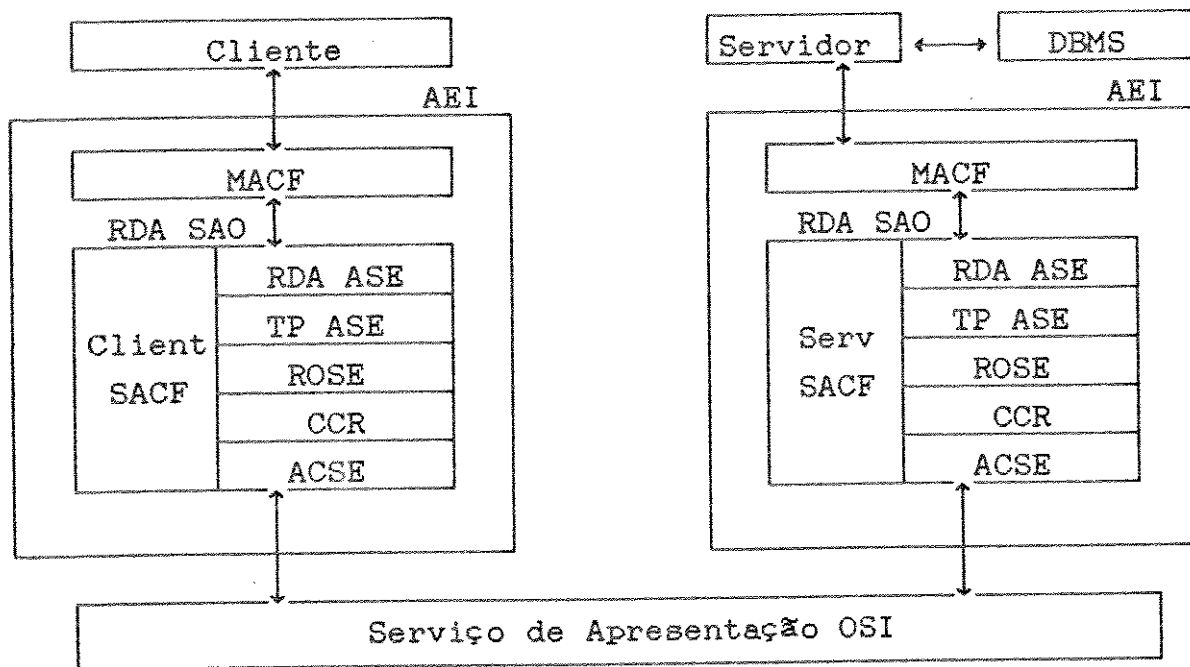 Cliente
AEI
MACF
RDA SAO
Client
SACF
RDA ASE
TP ASE
ROSE
CCR
ACSE
Servidor
DBMS
AEI
MACF
RDA SAO
Serv
SACF
RDA ASE
TP ASE
ROSE
CCR
ACSE
Serviço de Apresentação OSI